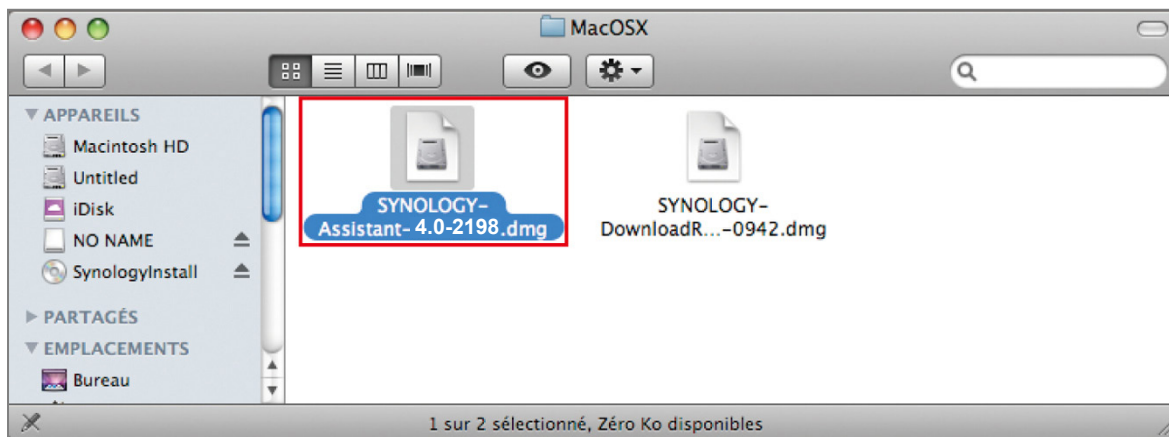 MacOSX
APPAREILS
Macintosh HD
Untitled
iDisk
NO NAME
SynologyInstall
PARTAGÉS
EMPLACEMENTS
Bureau
SYNOLOGY-
Assistant- 4.0-2198.dmg
SYNOLOGY-
DownloadR...-0942.dmg
1 sur 2 sélectionné, Zéro Ko disponibles